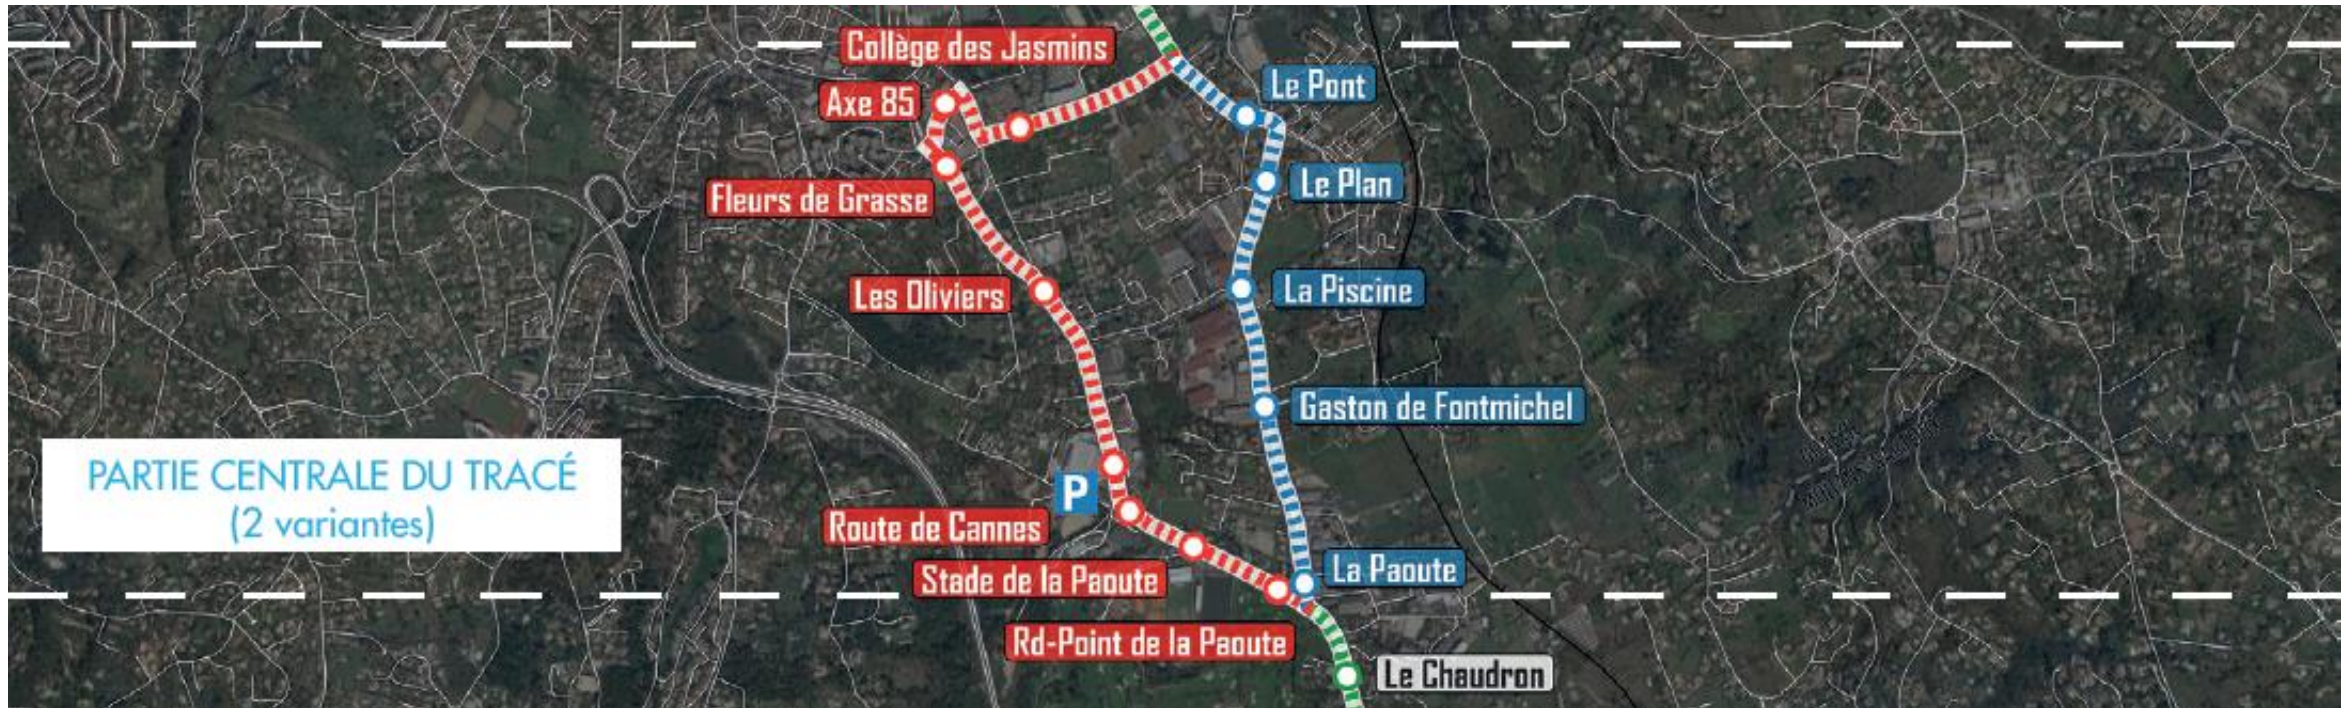 Collège des Jasmins
Axe 85
Le Pont
Fleurs de Grasse
Le Plan
Les Oliviers
La Piscine
Gaston de Fontmichel
PARTIE CENTRALE DU TRACÉ
(2 variantes)
P
Route de Cannes
Stade de la Paoute
La Paoute
Rd-Point de la Paoute
Le Chaudron